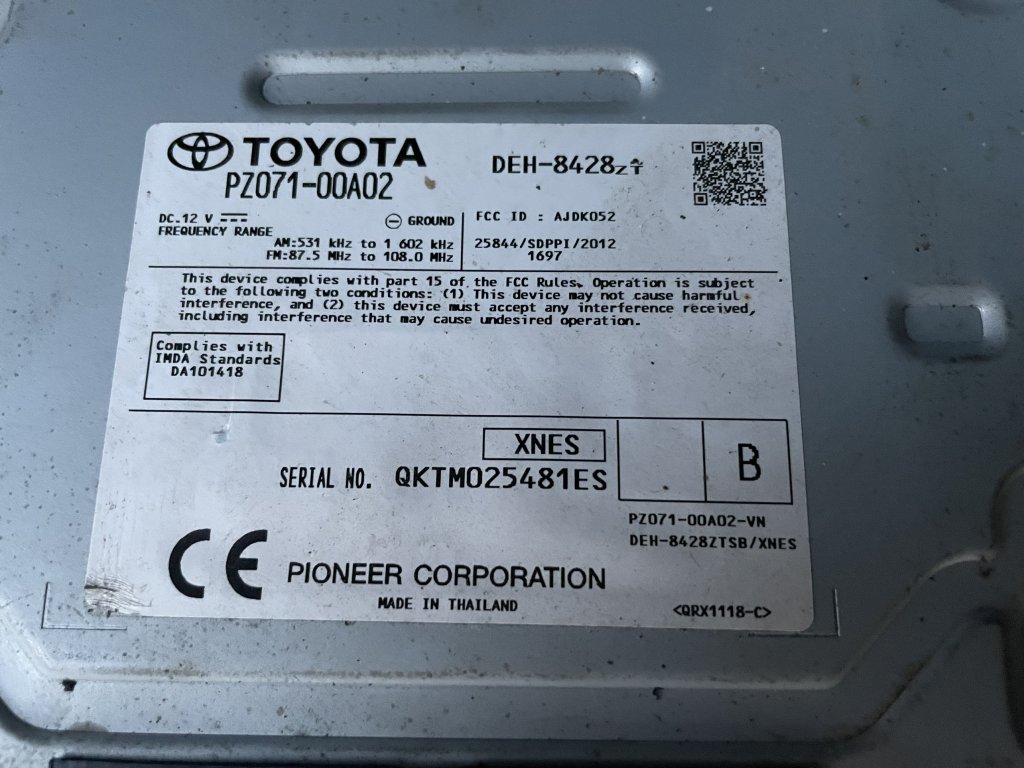 TOYOTA
PZ071-00A02
DEH-8428ZT
DC 12 V
GROUND
FREQUENCY RANGE
AM:531 kHz to 1 602 kHz
FM:87.5 MHz to 108.0 MHz
FCC ID : AJDK052
25844/SDPPI/2012
1697
This device complies with part 15 of the FCC Rules. Operation is subject
to the following two conditions: (1) This device may not cause harmful
interference, and (2) this device must accept any interference received,
including interference that may cause undesired operation.
Complies with
IMDA Standards
DA101418
XNES
SERIAL NO. QKTM025481ES
B
PZ071-00A02-VN
DEH-8428ZTSB/XNES
CE PIONEER CORPORATION
MADE IN THAILAND
<QRX1118-C>